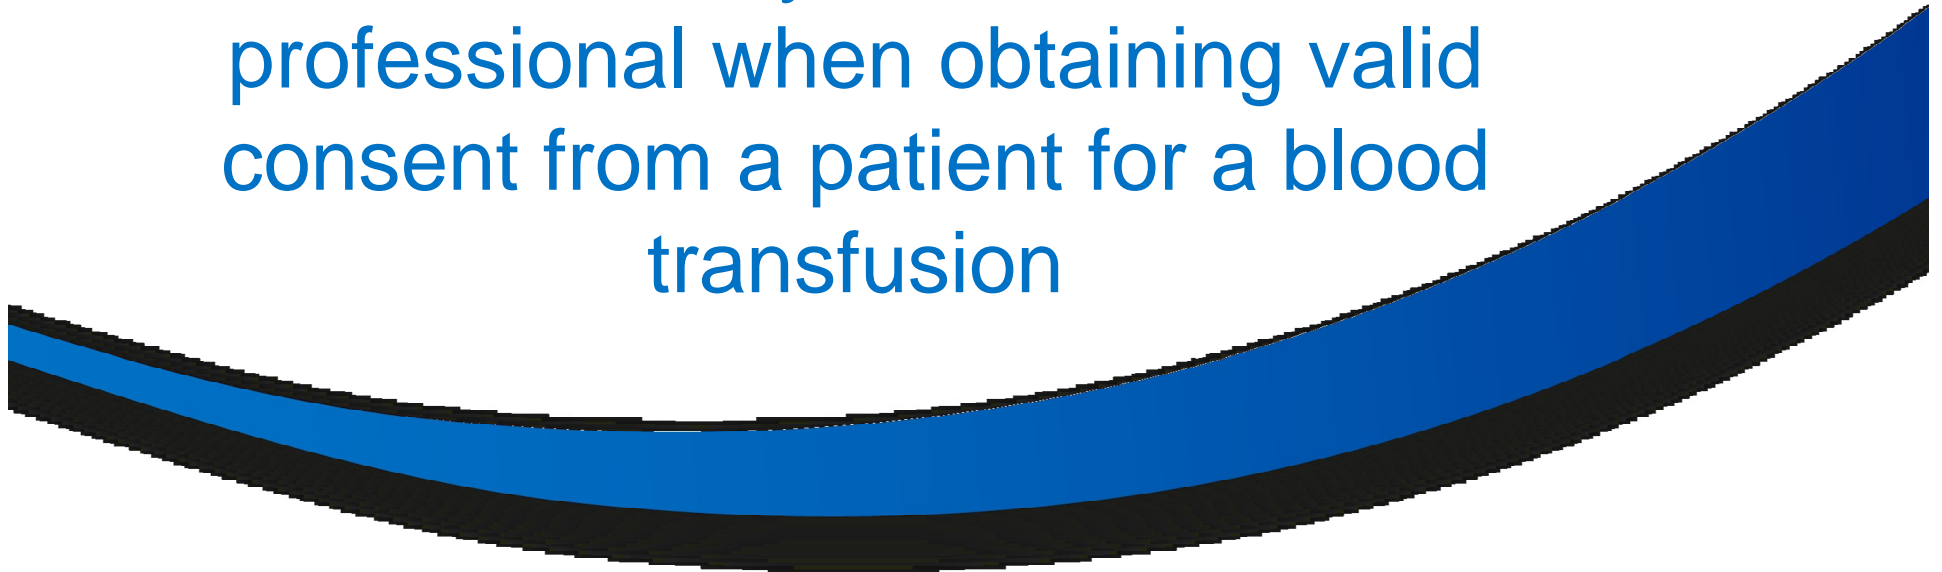 professional when obtaining valid
consent from a patient for a blood
transfusion